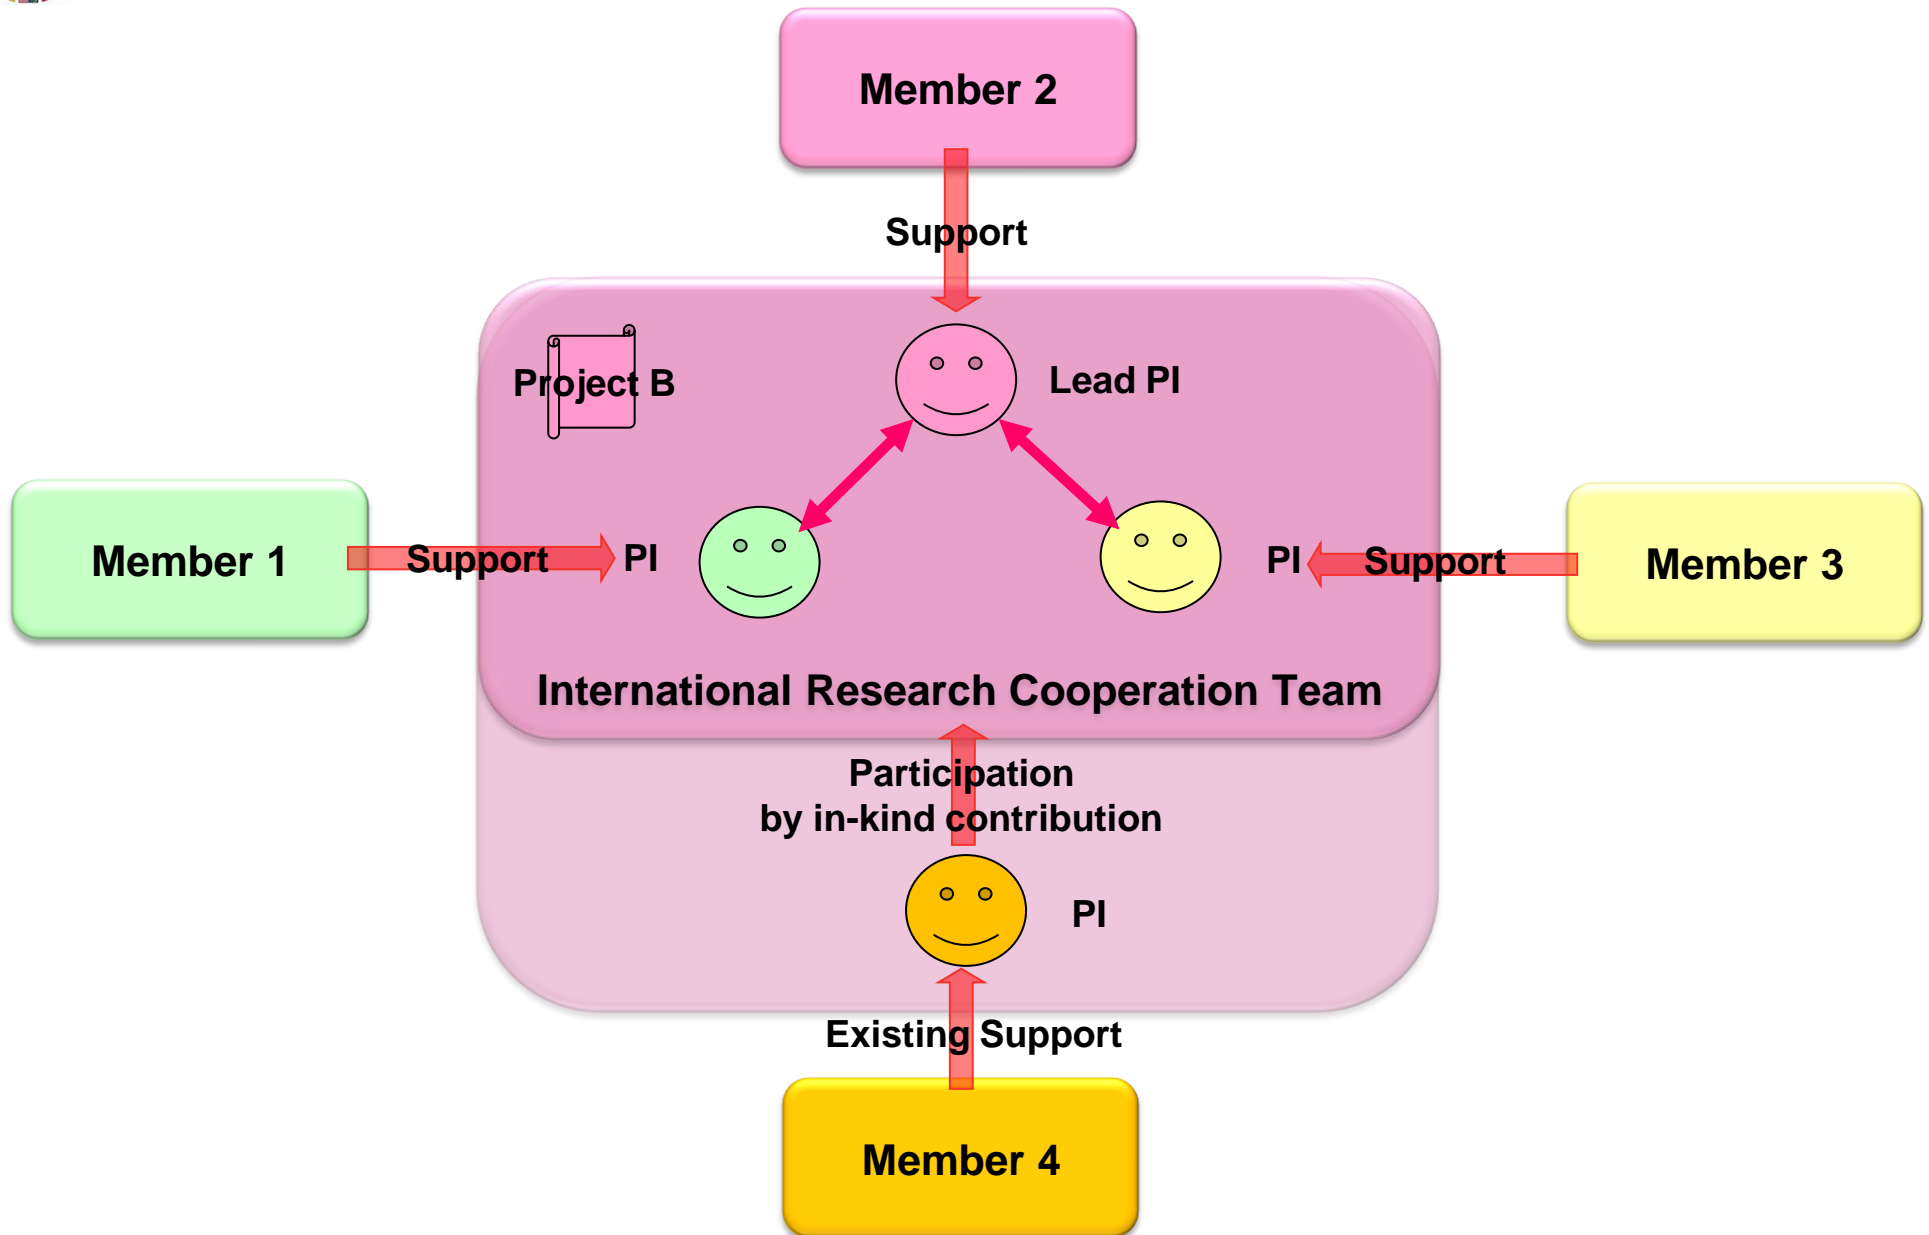 Member 2
Support
Project B
Lead PI
Member 1
Support
PI
PI
Support
Member 3
International Research Cooperation Team
Participation
by in-kind contribution
PI
Existing Support
Member 4